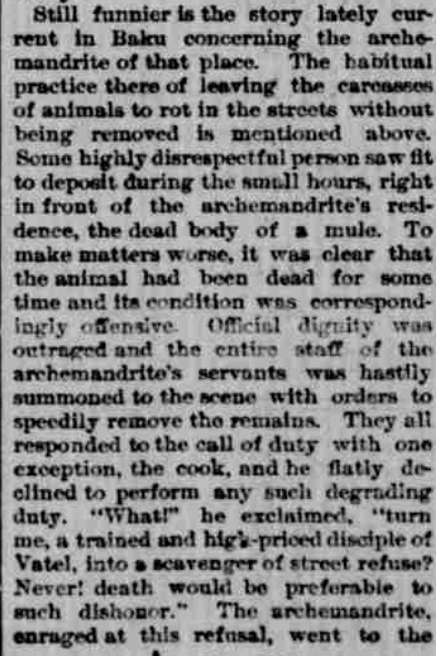 Still funnier is the story lately cur-
rent in Baku concerning the arche-
mandrite of that place. The habitual
practice there of leaving the carcasses
of animals to rot in the streets without
being removed is mentioned above.
Some highly disrespectful person saw fit
to deposit during the small hours, right
in front of the archemandrite's resi-
dence, the dead body of a mule. To
make matters worse, it was clear that
the animal had been dead for some
time and its condition was correspond-
ingly offensive. Official dignity was
outraged and the entire staff of the
archemandrite's servants was hastily
summoned to the scene with orders to
speedily remove the remains. They all
responded to the call of duty with one
exception, the cook, and he flatly de-
clined to perform any such degrading
duty. "What!" he exclaimed, "turn
me, a trained and high-priced disciple of
Vatel, into a scavenger of street refuse?
Never! death would be preferable to
such dishonor." The archemandrite,
enraged at this refusal, went to the